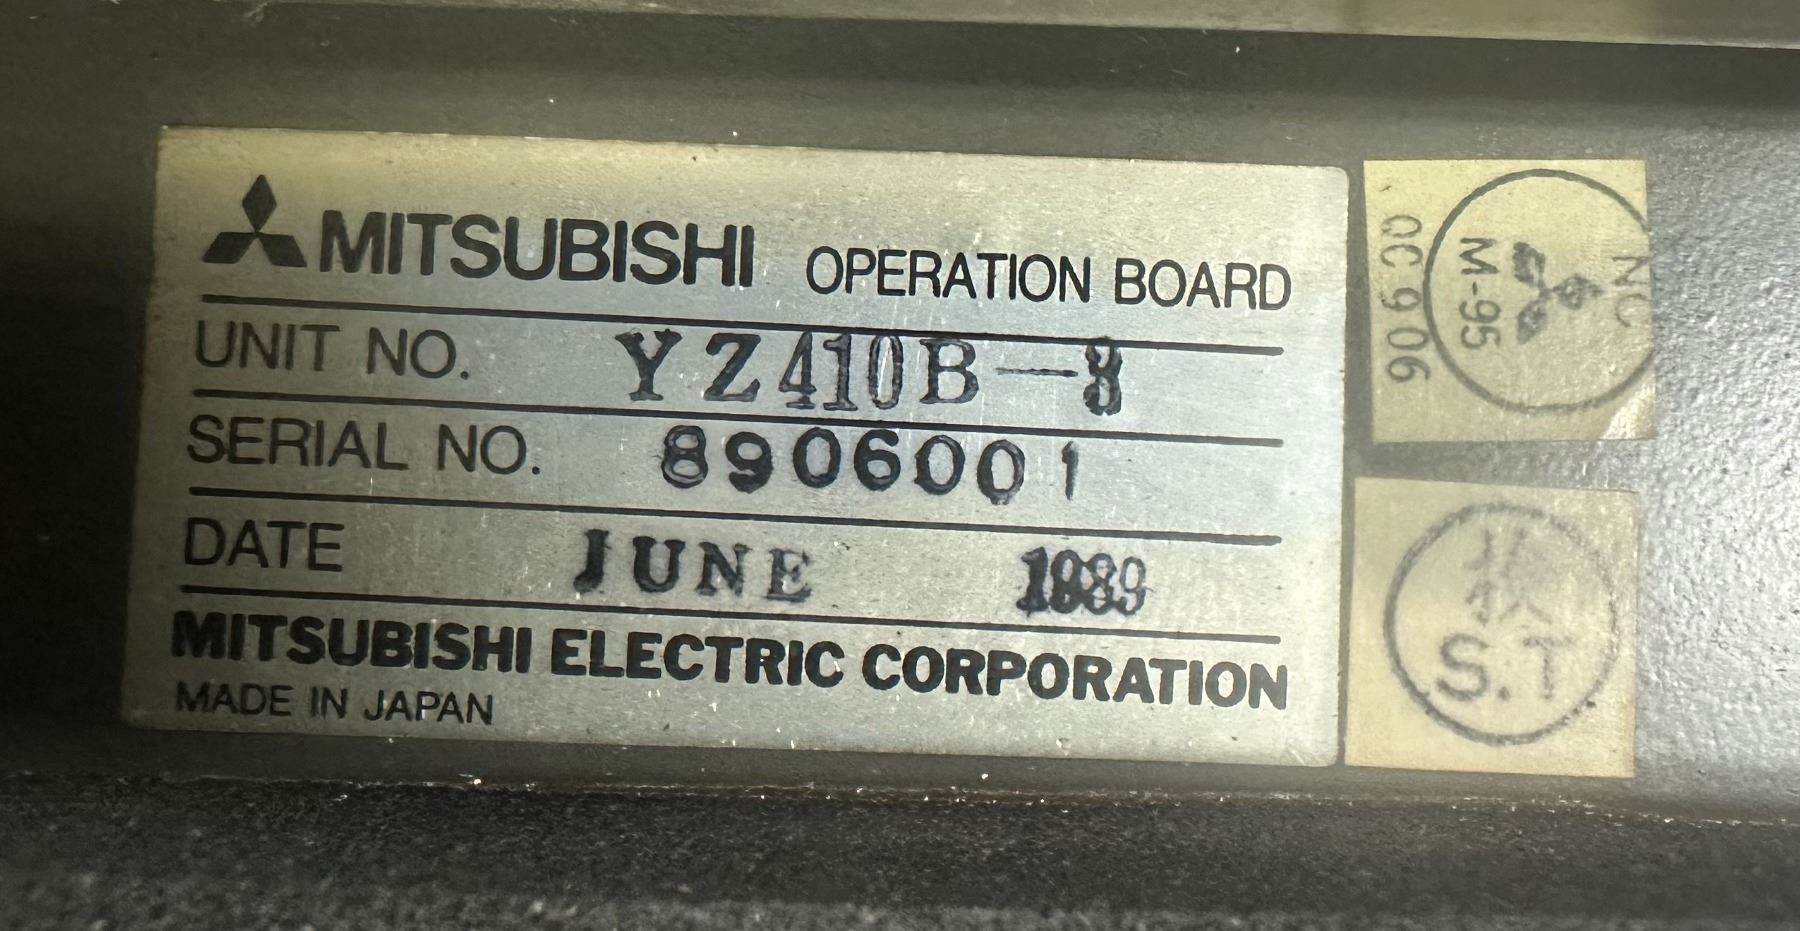 MITSUBISHI OPERATION BOARD
UNIT NO. YZ410B-3
SERIAL NO. 8906001
DATE JUNE 1989
MITSUBISHI ELECTRIC CORPORATION
MADE IN JAPAN
NC
M-95
QC 906
S.T